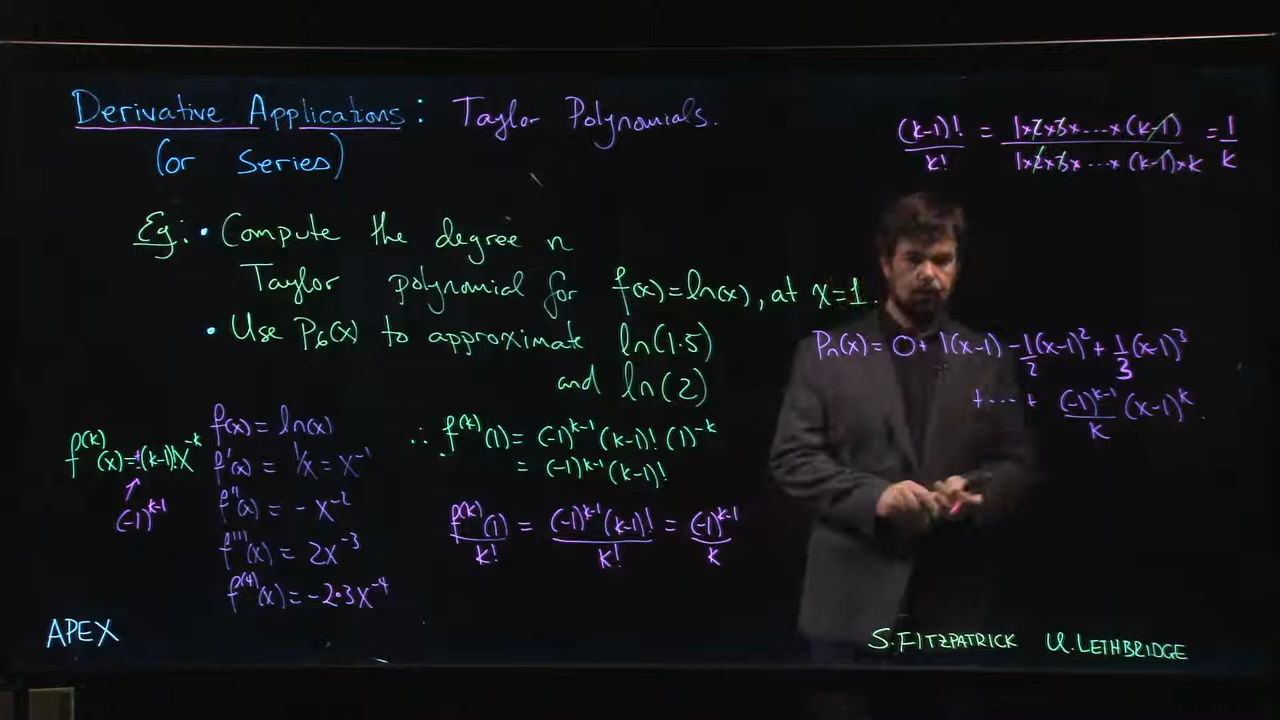 Derivative Applications: Taylor Polynomials.
(or Series)
(k-1)!/k! = 1×2×3×...×(k-1)/1×2×3×...×(k-1)×k = 1/k
Eg: • Compute the degree n
Taylor polynomial for f(x)=ln(x), at x=1.
• Use P₆(x) to approximate ln(1.5)
and ln(2)
Pₙ(x) = 0 + 1(x-1) - 1/2(x-1)² + 1/3(x-1)³
+ ... + (-1)ᵏ⁻¹/k (x-1)ᵏ.
f(x) = ln(x)
f'(x) = 1/x = x⁻¹
f''(x) = -x⁻²
f'''(x) = 2x⁻³
f⁽⁴⁾(x) = -2·3x⁻⁴
f⁽ᵏ⁾(x) = ±(k-1)!x⁻ᵏ
(-1)ᵏ⁻¹
∴ f⁽ᵏ⁾(1) = (-1)ᵏ⁻¹(k-1)!(1)⁻ᵏ
= (-1)ᵏ⁻¹(k-1)!
f⁽ᵏ⁾(1)/k! = (-1)ᵏ⁻¹(k-1)!/k! = (-1)ᵏ⁻¹/k
APEX
S. FITZPATRICK U. LETHBRIDGE